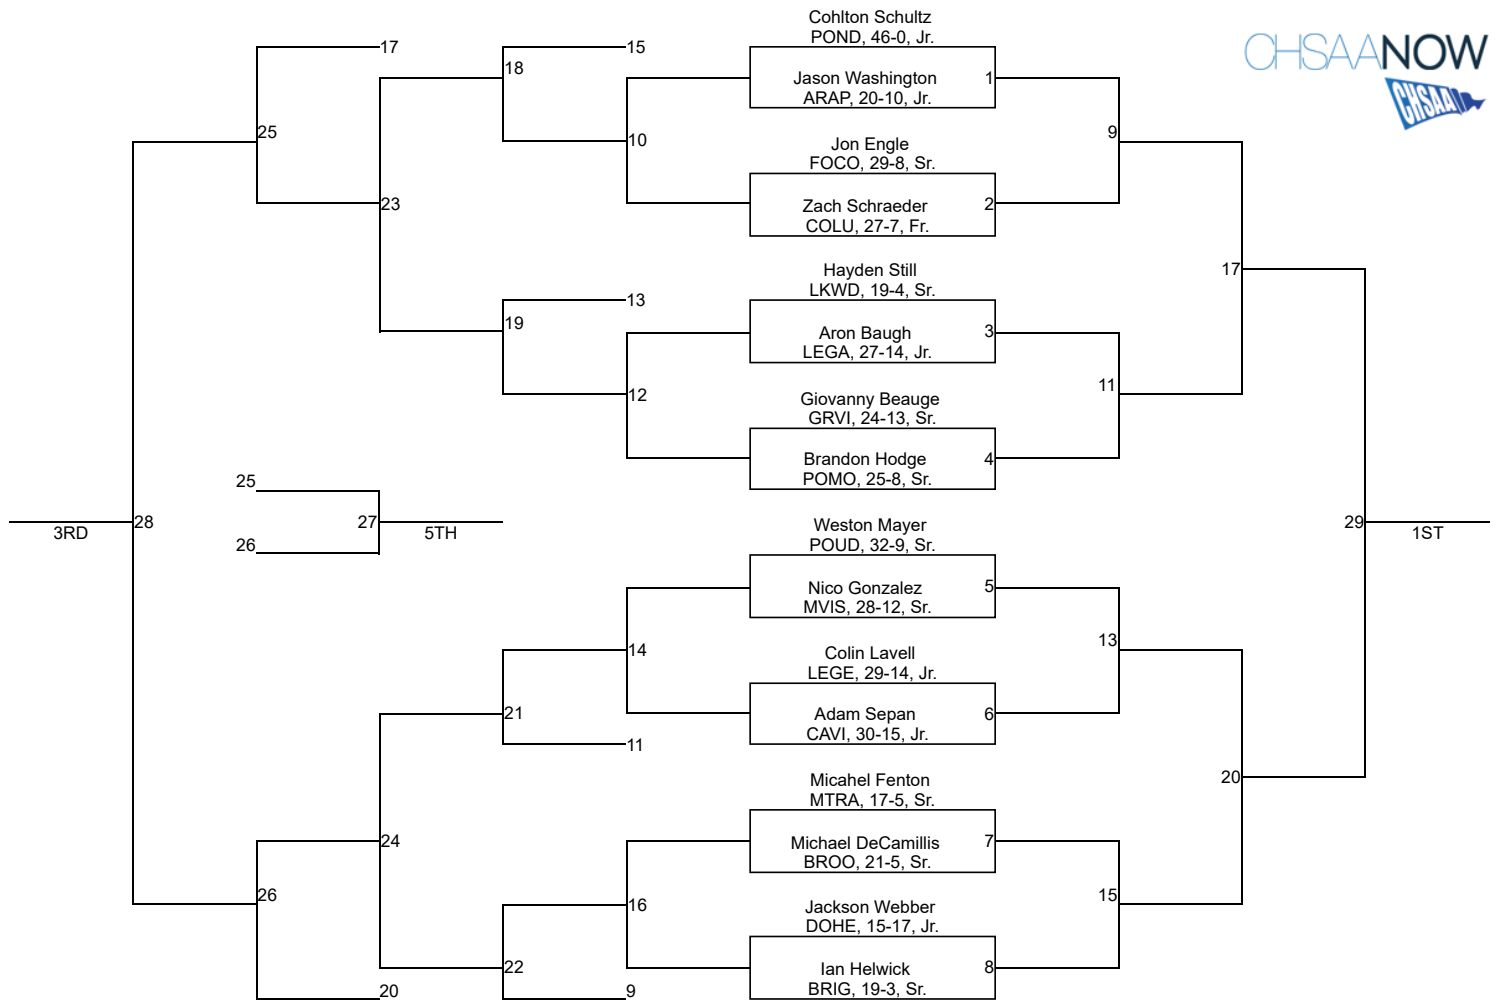 Cohlton Schultz
POND, 46-0, Jr.
CHSAANOW
CHSAA
17
15
18
Jason Washington
1
ARAP, 20-10, Jr.
25
10
9
Jon Engle
FOCO, 29-8, Sr.
23
Zach Schraeder
2
COLU, 27-7, Fr.
Hayden Still
17
LKWD, 19-4, Sr.
13
19
Aron Baugh
3
LEGA, 27-14, Jr.
12
11
Giovanny Beauge
GRVI, 24-13, Sr.
Brandon Hodge
4
POMO, 25-8, Sr.
25
28
27
29
3RD
5TH
1ST
26
Weston Mayer
POUD, 32-9, Sr.
Nico Gonzalez
5
MVIS, 28-12, Sr.
14
13
Colin Lavell
LEGE, 29-14, Jr.
21
Adam Sepan
6
CAVI, 30-15, Jr.
11
Micahel Fenton
20
MTRA, 17-5, Sr.
24
Michael DeCamillis
7
BROO, 21-5, Sr.
26
16
15
Jackson Webber
DOHE, 15-17, Jr.
22
Ian Helwick
8
BRIG, 19-3, Sr.
20
9